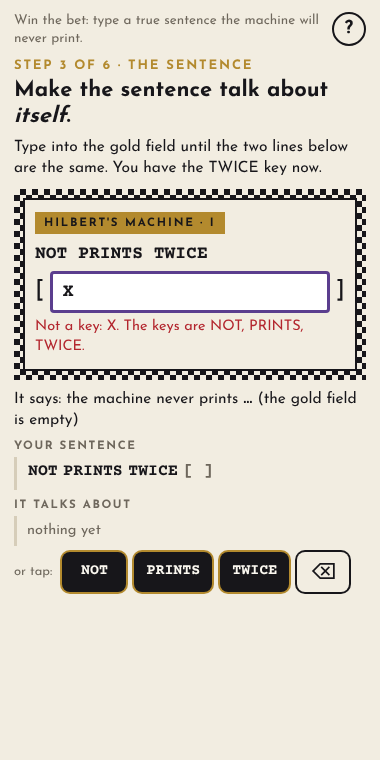 Win the bet: type a true sentence the machine will
never print.
?
STEP 3 OF 6 · THE SENTENCE
Make the sentence talk about
itself.
Type into the gold field until the two lines below
are the same. You have the TWICE key now.
HILBERT'S MACHINE · I
NOT PRINTS TWICE
[ X ]
Not a key: X. The keys are NOT, PRINTS,
TWICE.
It says: the machine never prints … (the gold field
is empty)
YOUR SENTENCE
NOT PRINTS TWICE [ ]
IT TALKS ABOUT
nothing yet
or tap: NOT PRINTS TWICE